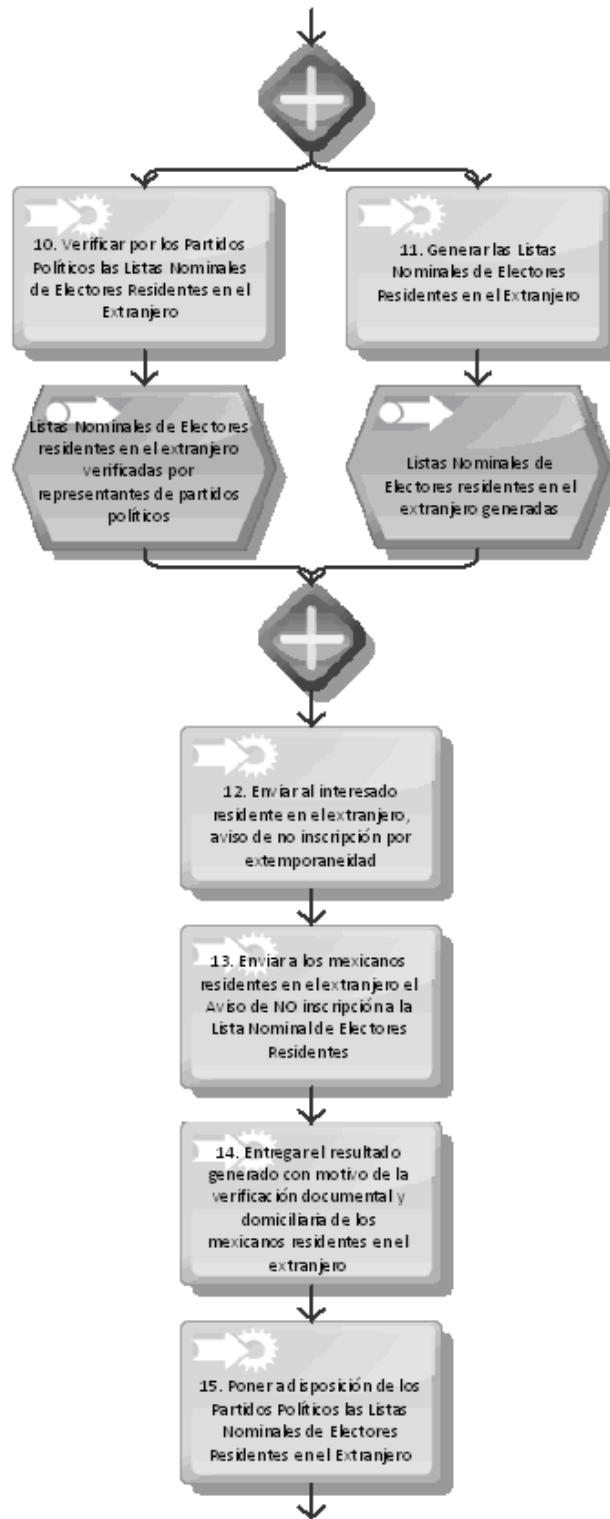 10. Verificar por los Partidos
Políticos las Listas Nominales
de Electores Residentes en el
Extranjero
11. Generar las Listas
Nominales de Electores
Residentes en el Extranjero
Listas Nominales de Electores
residentes en el extranjero
verificadas por
representantes de partidos
políticos
Listas Nominales de
Electores residentes en el
extranjero generadas
12. Enviar al interesado
residente en el extranjero,
aviso de no inscripción por
extemporaneidad
13. Enviar a los mexicanos
residentes en el extranjero el
Aviso de NO inscripción a la
Lista Nominal de Electores
Residentes
14. Entregar el resultado
generado con motivo de la
verificación documental y
domiciliaria de los
mexicanos residentes en el
extranjero
15. Poner a disposición de los
Partidos Políticos las Listas
Nominales de Electores
Residentes en el Extranjero